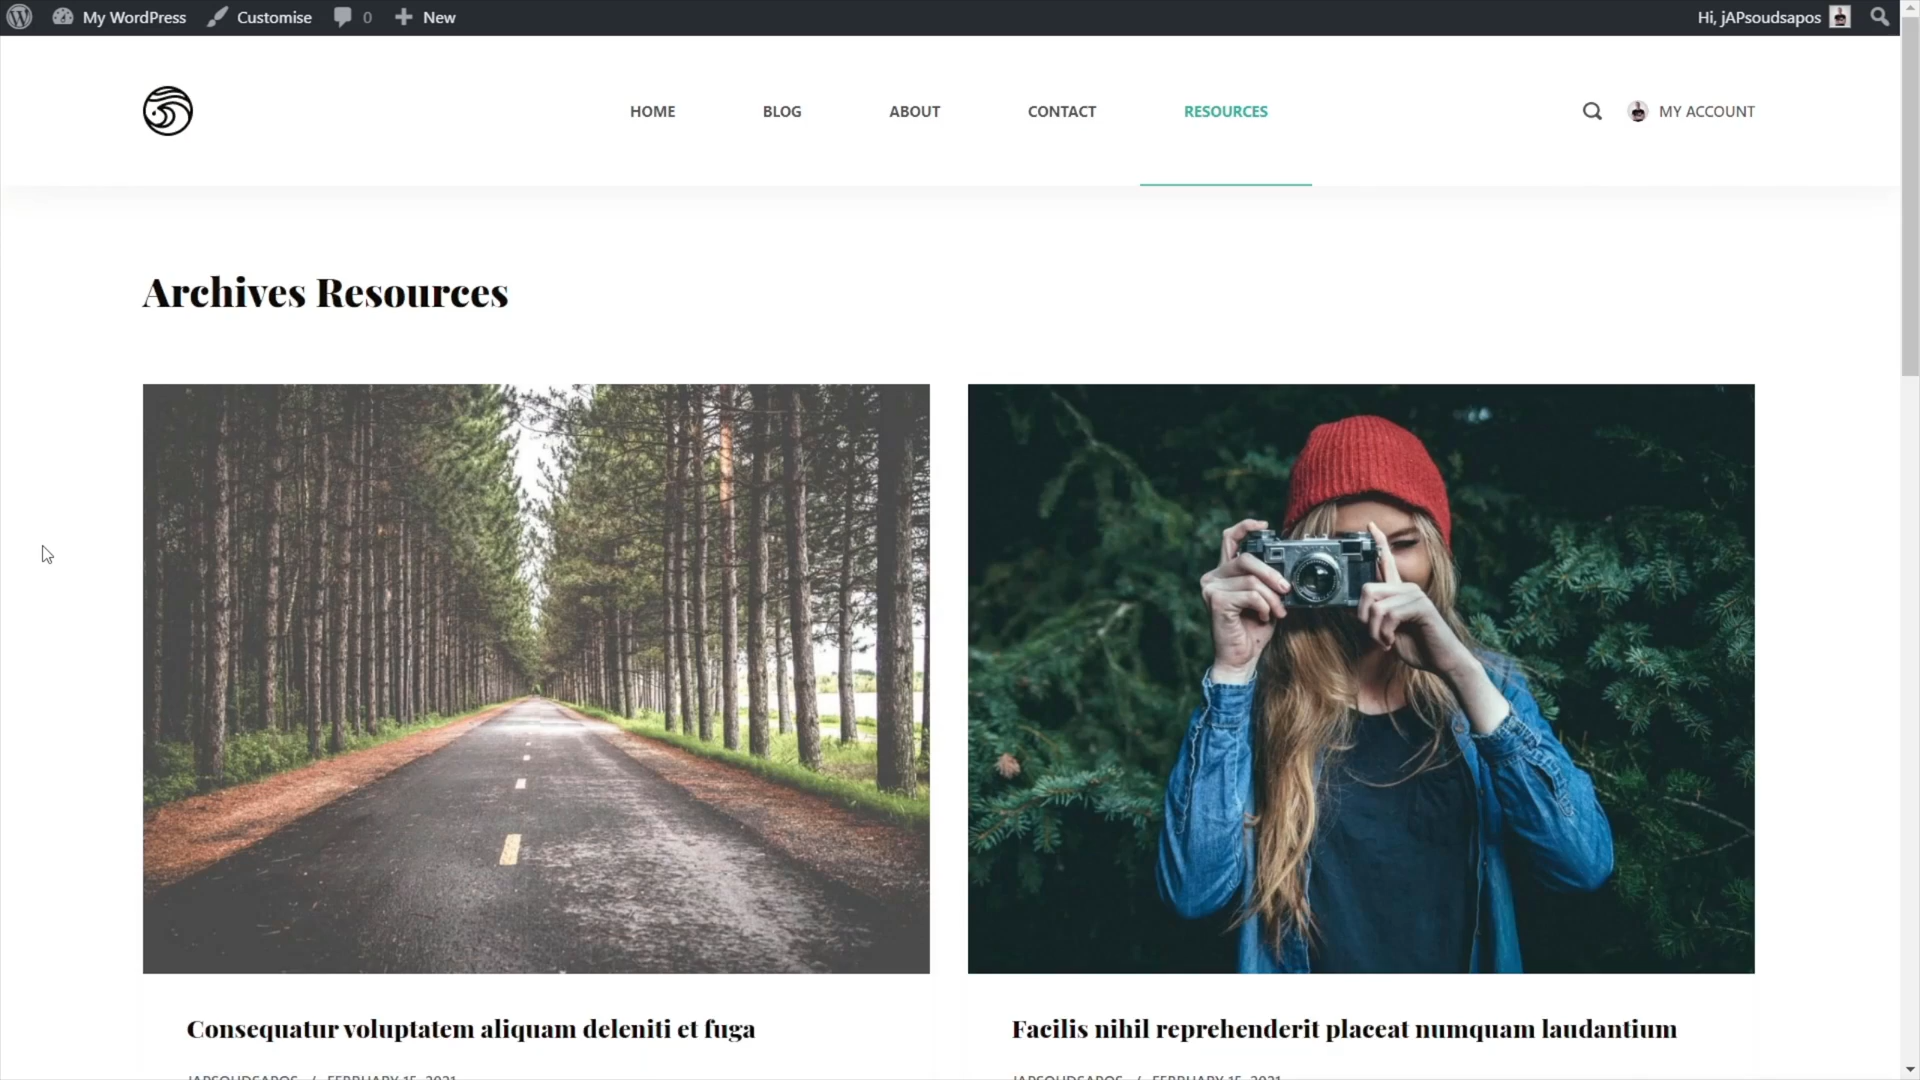 My WordPress Customise 0 New Hi, jAPsoudsapos
HOME BLOG ABOUT CONTACT RESOURCES MY ACCOUNT
Archives Resources
Consequatur voluptatem aliquam deleniti et fuga
Facilis nihil reprehenderit placeat numquam laudantium
JAPSOUDSAPOS / FEBRUARY 15, 2021
JAPSOUDSAPOS / FEBRUARY 15, 2021